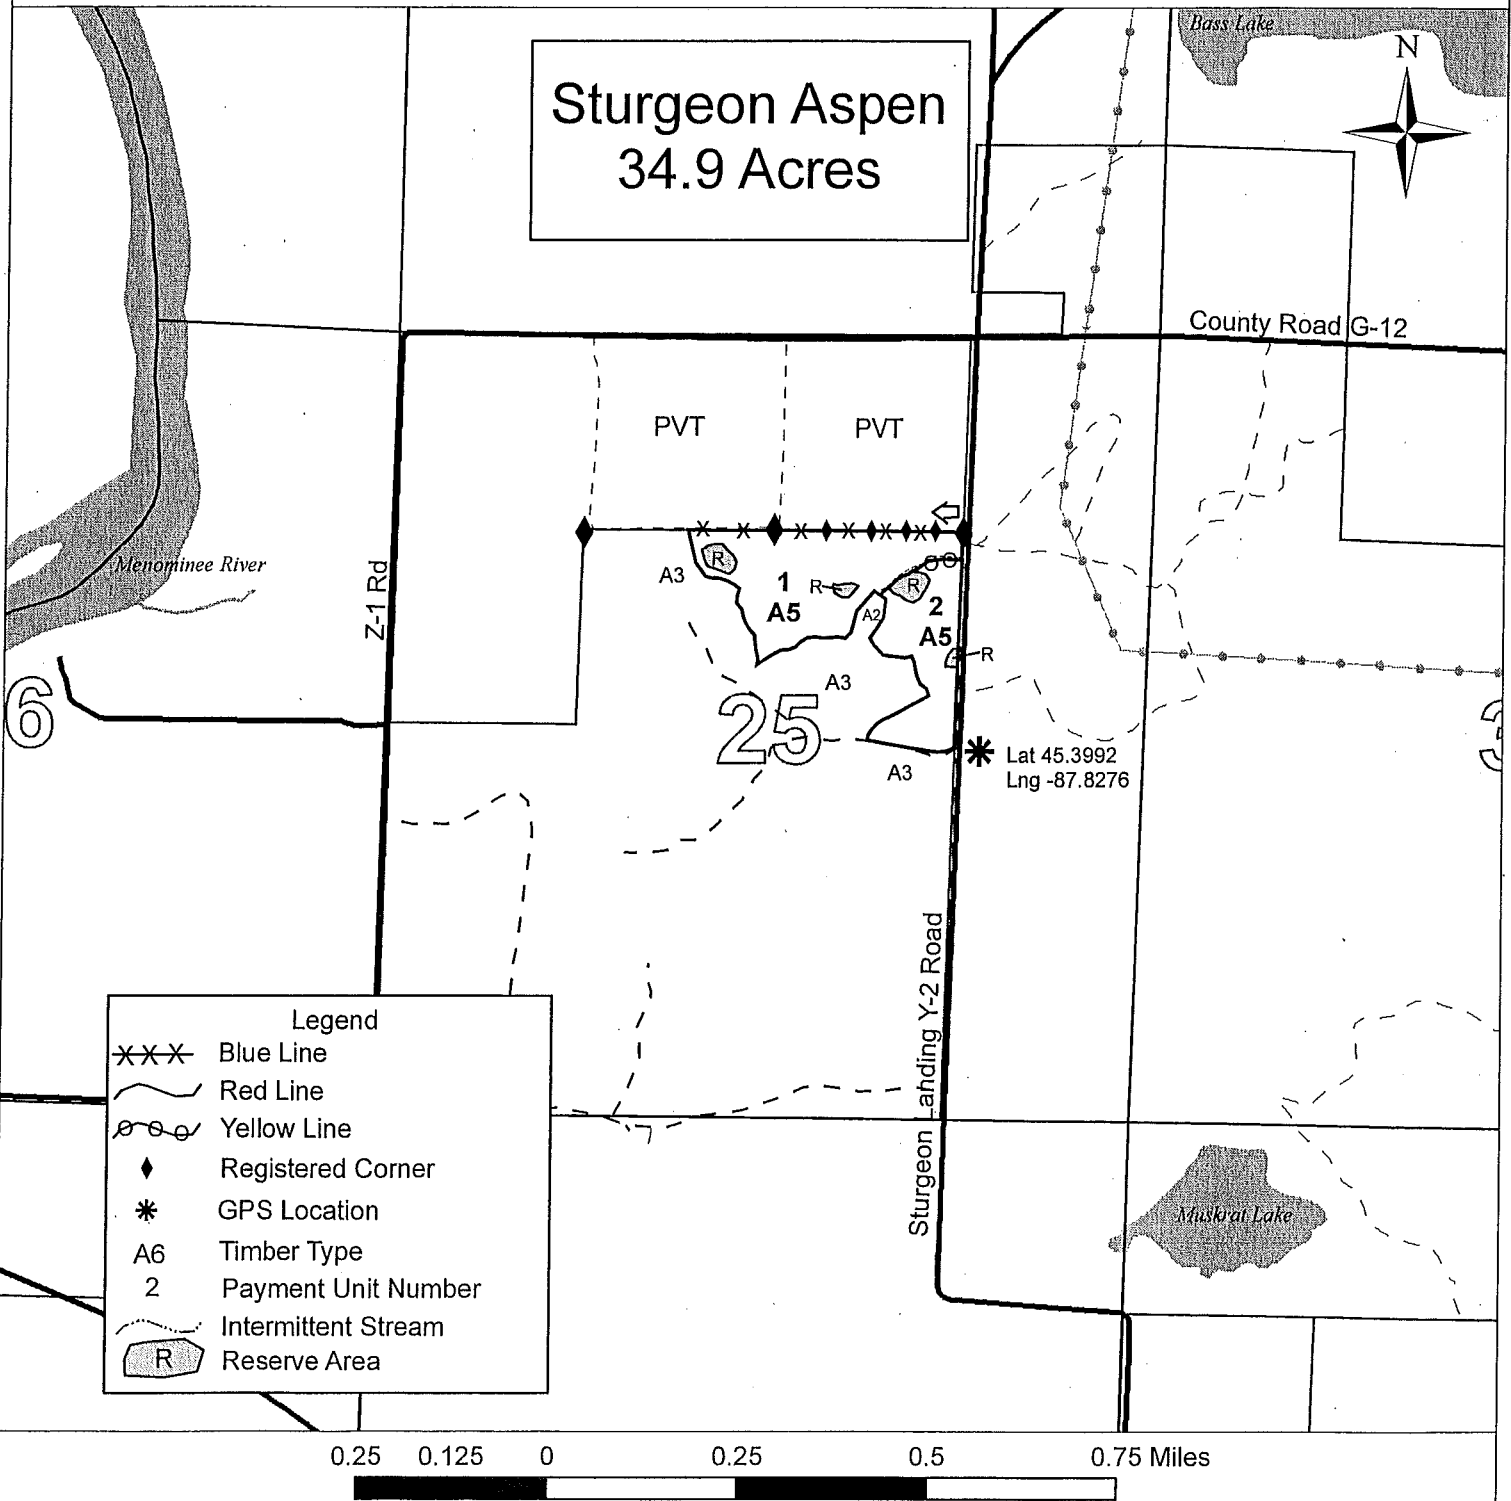 Bass Lake
N
Sturgeon Aspen
34.9 Acres
County Road G-12
PVT
PVT
Menominee River
Z-1 Rd
R
A3
1
A5
R
R
A2
2
A5
R
A3
6
25
3
A3
Lat 45.3992
Lng -87.8276
Sturgeon Landing Y-2 Road
Legend
Blue Line
Red Line
Yellow Line
Registered Corner
GPS Location
A6 Timber Type
2 Payment Unit Number
Intermittent Stream
R Reserve Area
Muskrat Lake
0.25 0.125 0 0.25 0.5 0.75 Miles